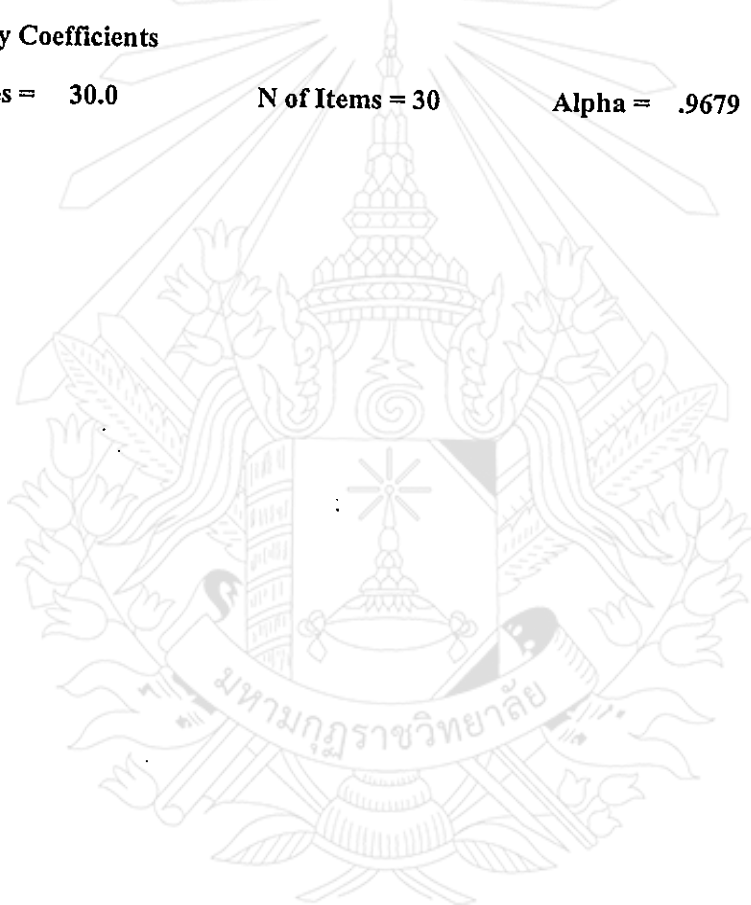 y Coefficients
s = 30.0 N of Items = 30 Alpha = .9679
มหามกุฏราชวิทยาลัย